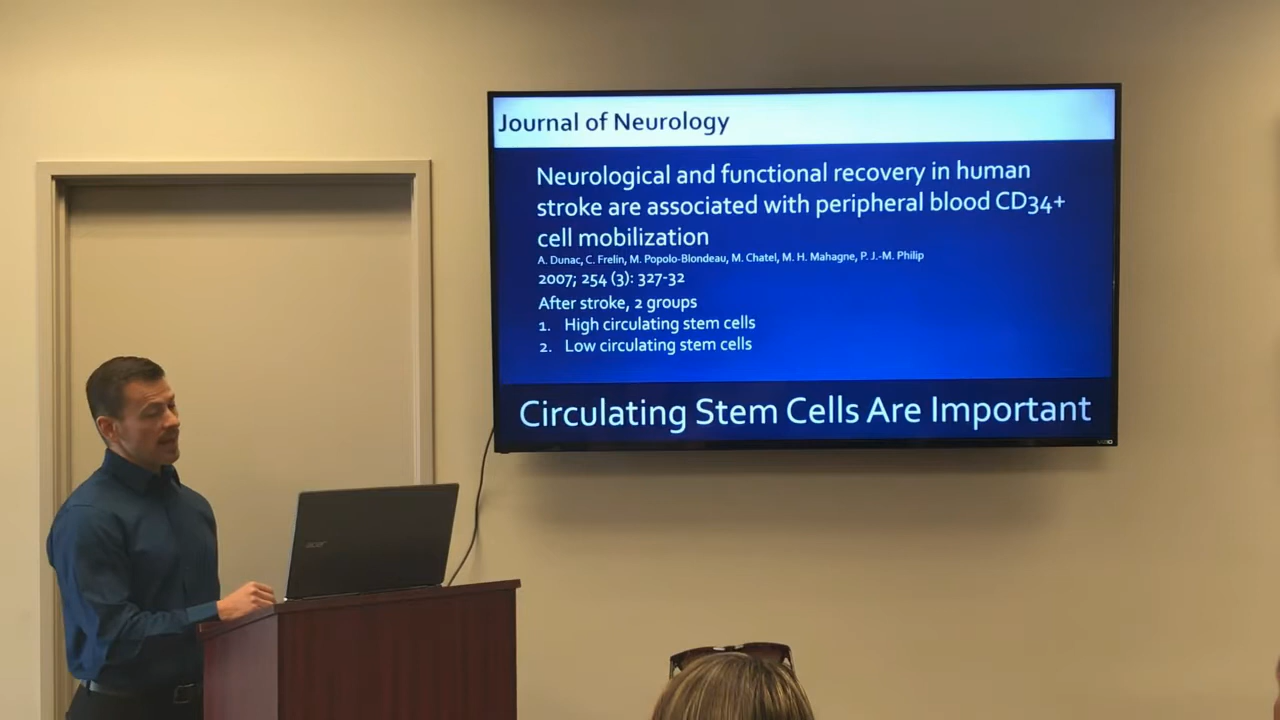 Journal of Neurology
Neurological and functional recovery in human
stroke are associated with peripheral blood CD34+
cell mobilization
A. Dunac, C. Frelin, M. Popolo-Blondeau, M. Chatel, M. H. Mahagne, P. J.-M. Philip
2007; 254 (3): 327-32
After stroke, 2 groups
1. High circulating stem cells
2. Low circulating stem cells
Circulating Stem Cells Are Important
acer